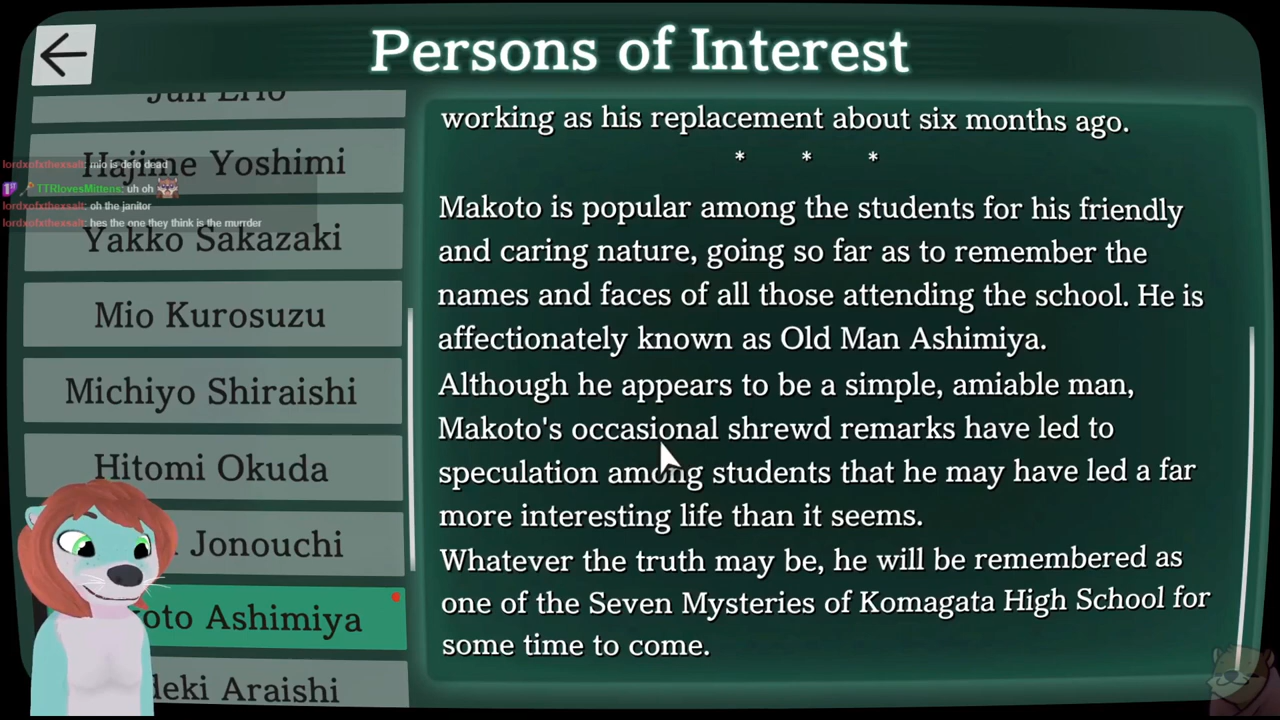 Persons of Interest
Hajime Yoshimi
Yakko Sakazaki
Mio Kurosuzu
Michiyo Shiraishi
Hitomi Okuda
Jonouchi
oto Ashimiya
deki Araishi
lordxofxthexsalt: mio is defo dead
TTRlovesMittens: uh oh
lordxofxthexsalt: oh the janitor
lordxofxthexsalt: hes the one they think is the murrder
working as his replacement about six months ago.
* * *
Makoto is popular among the students for his friendly
and caring nature, going so far as to remember the
names and faces of all those attending the school. He is
affectionately known as Old Man Ashimiya.
Although he appears to be a simple, amiable man,
Makoto's occasional shrewd remarks have led to
speculation among students that he may have led a far
more interesting life than it seems.
Whatever the truth may be, he will be remembered as
one of the Seven Mysteries of Komagata High School for
some time to come.